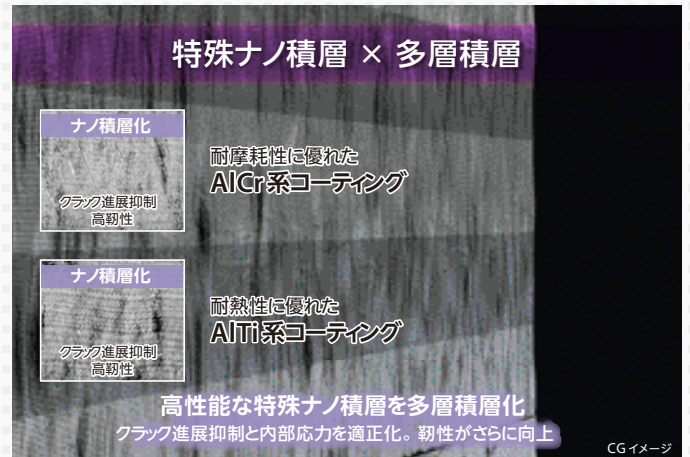 特殊ナノ積層 × 多層積層
ナノ積層化
クラック進展抑制
高靭性
耐摩耗性に優れた
AlCr系コーティング
ナノ積層化
クラック進展抑制
高靭性
耐熱性に優れた
AlTi系コーティング
高性能な特殊ナノ積層を多層積層化
クラック進展抑制と内部応力を適正化。靭性がさらに向上
CGイメージ